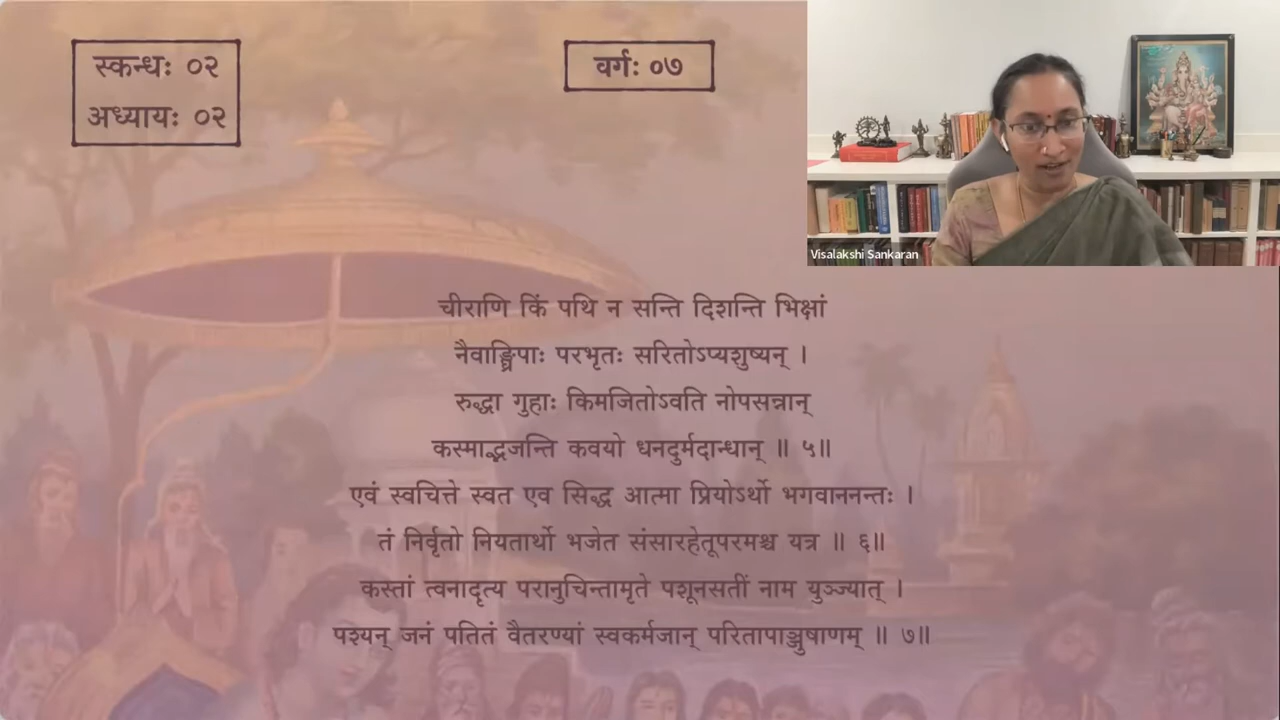 स्कन्धः ०२
अध्यायः ०२
वर्गः ०७
Visalakshi Sankaran
चीराणि किं पथि न सन्ति दिशन्ति भिक्षां
नैवाङ्घ्रिपाः परभृतः सरितोऽप्यशुष्यन् ।
रुद्धा गुहाः किमजितोऽवति नोपसन्नान्
कस्माद्भजन्ति कवयो धनदुर्मदान्धान् ॥ ५॥
एवं स्वचित्ते स्वत एव सिद्ध आत्मा प्रियोऽर्थो भगवाननन्तः ।
तं निर्वृतो नियतार्थो भजेत संसारहेतूपरमश्च यत्र ॥ ६॥
कस्तां त्वनादृत्य परानुचिन्तामृते पशूनसतीं नाम युञ्ज्यात् ।
पश्यन् जनं पतितं वैतरण्यां स्वकर्मजान् परितापाञ्जुषाणम् ॥ ७॥